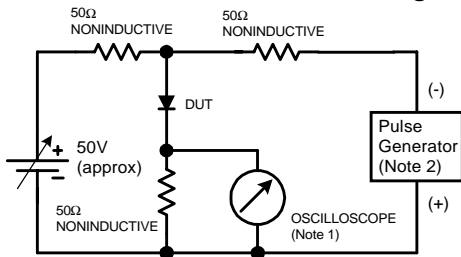 50Ω
NONINDUCTIVE
50Ω
NONINDUCTIVE
(-)
DUT
+
50V
(approx)
−
Pulse
Generator
(Note 2)
50Ω
NONINDUCTIVE
OSCILLOSCOPE
(Note 1)
(+)